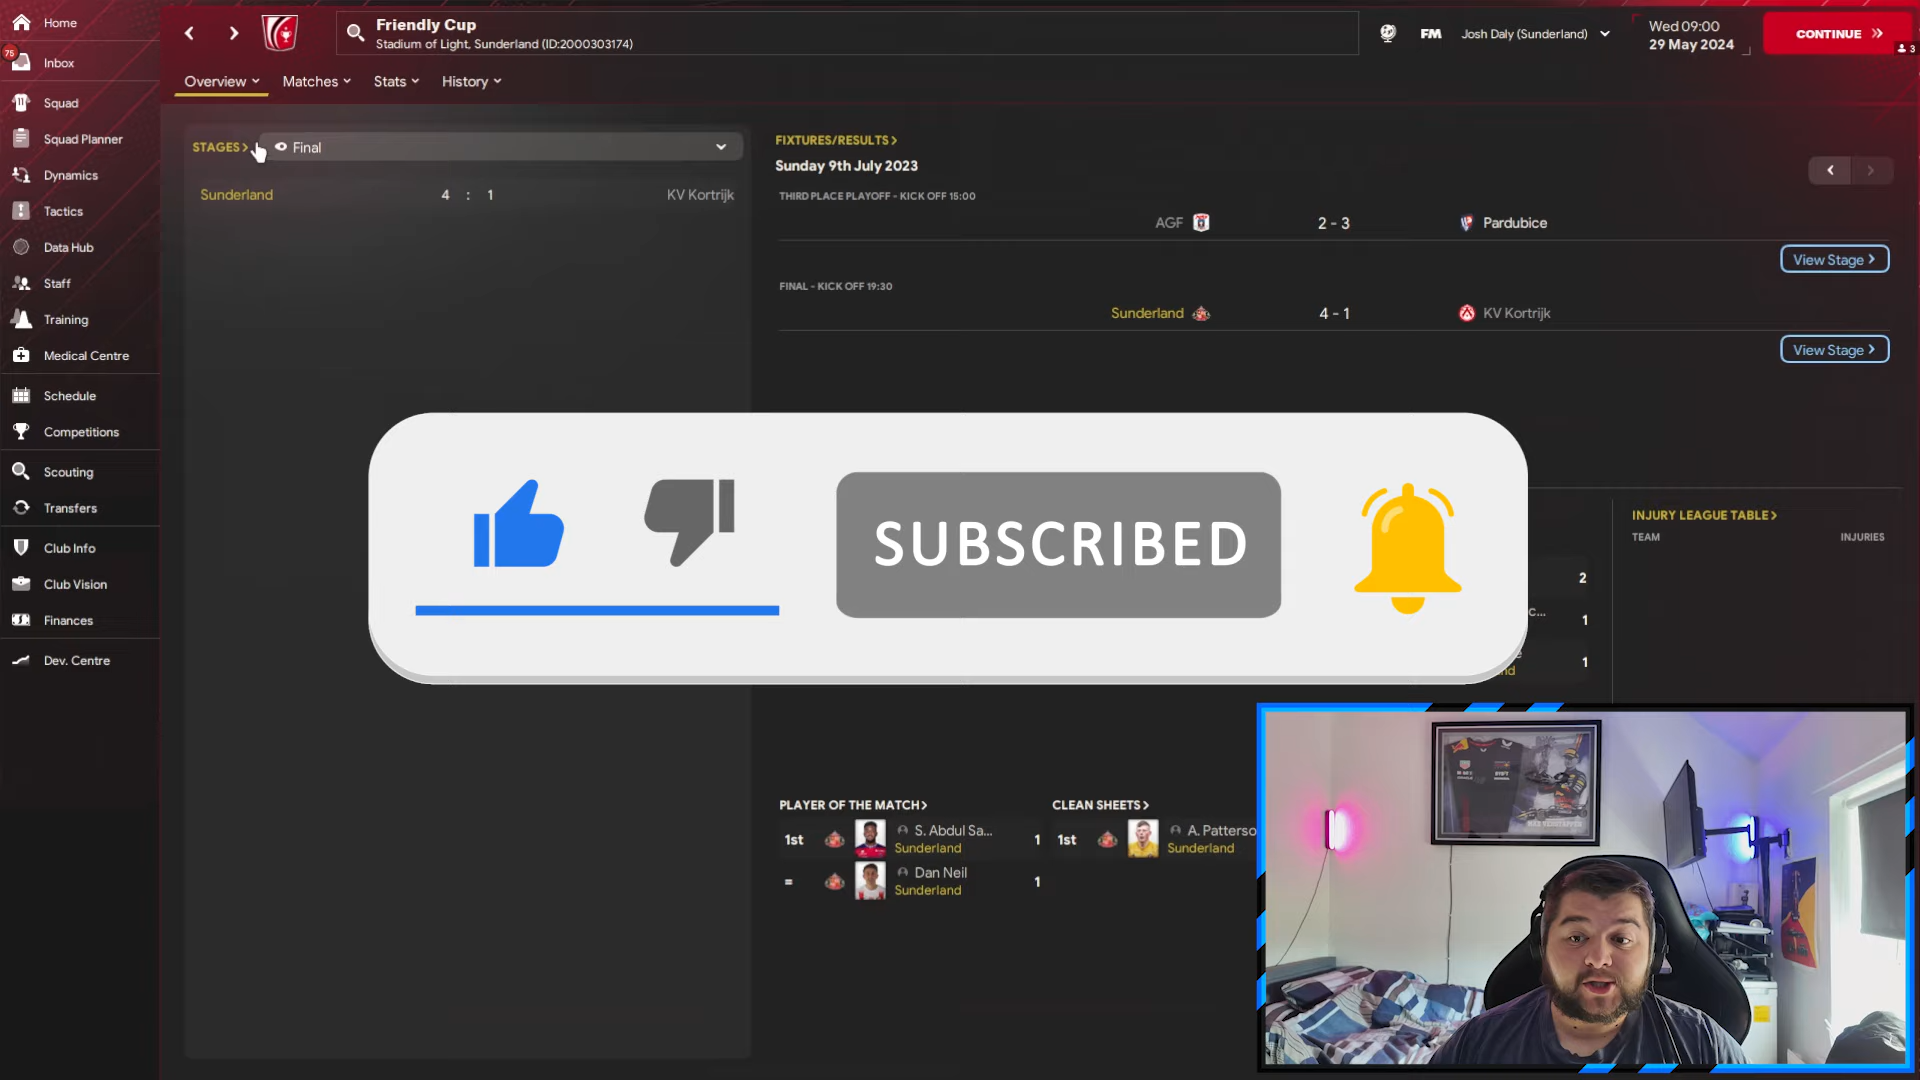 Home
75
Inbox
Squad
Squad Planner
Dynamics
Tactics
Data Hub
Staff
Training
Medical Centre
Schedule
Competitions
Scouting
Transfers
Club Info
Club Vision
Finances
Dev. Centre
Friendly Cup
Stadium of Light, Sunderland (ID:2000303174)
FM
Josh Daly (Sunderland)
Wed 09:00
29 May 2024
CONTINUE
3
Overview
Matches
Stats
History
STAGES>
Final
Sunderland 4 : 1 KV Kortrijk
FIXTURES/RESULTS>
Sunday 9th July 2023
THIRD PLACE PLAYOFF - KICK OFF 15:00
AGF 2 - 3 Pardubice
View Stage >
FINAL - KICK OFF 19:30
Sunderland 4 - 1 KV Kortrijk
View Stage >
SUBSCRIBED
2
c... 1
1
INJURY LEAGUE TABLE>
TEAM INJURIES
PLAYER OF THE MATCH>
1st S. Abdul Sa... 1
Sunderland
= Dan Neil 1
Sunderland
CLEAN SHEETS>
1st A. Patterso
Sunderland